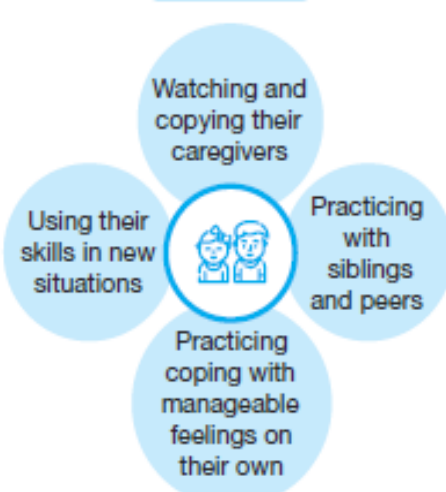 Watching and
copying their
caregivers
Using their
skills in new
situations
Practicing
with
siblings
and peers
Practicing
coping with
manageable
feelings on
their own